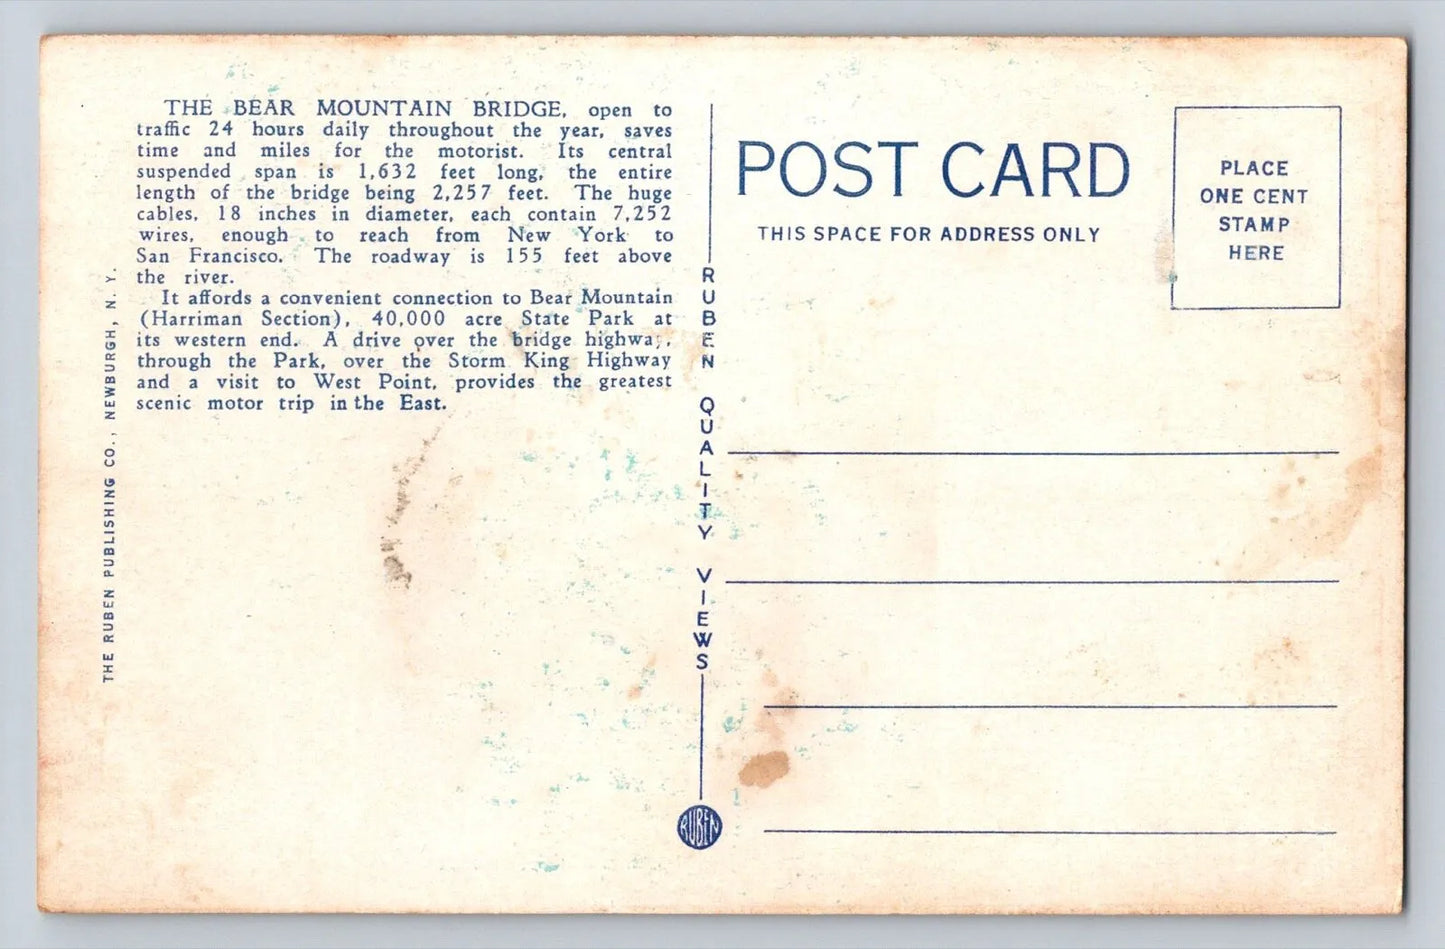 THE BEAR MOUNTAIN BRIDGE, open to
traffic 24 hours daily throughout the year, saves
time and miles for the motorist. Its central
suspended span is 1,632 feet long, the entire
length of the bridge being 2,257 feet. The huge
cables, 18 inches in diameter, each contain 7,252
wires, enough to reach from New York to
San Francisco. The roadway is 155 feet above
the river.
It affords a convenient connection to Bear Mountain
(Harriman Section), 40,000 acre State Park at
its western end. A drive over the bridge highway,
through the Park, over the Storm King Highway
and a visit to West Point, provides the greatest
scenic motor trip in the East.
THE RUBEN PUBLISHING CO., NEWBURGH, N. Y.
RUBEN QUALITY VIEWS
RUBEN
POST CARD
THIS SPACE FOR ADDRESS ONLY
PLACE
ONE CENT
STAMP
HERE